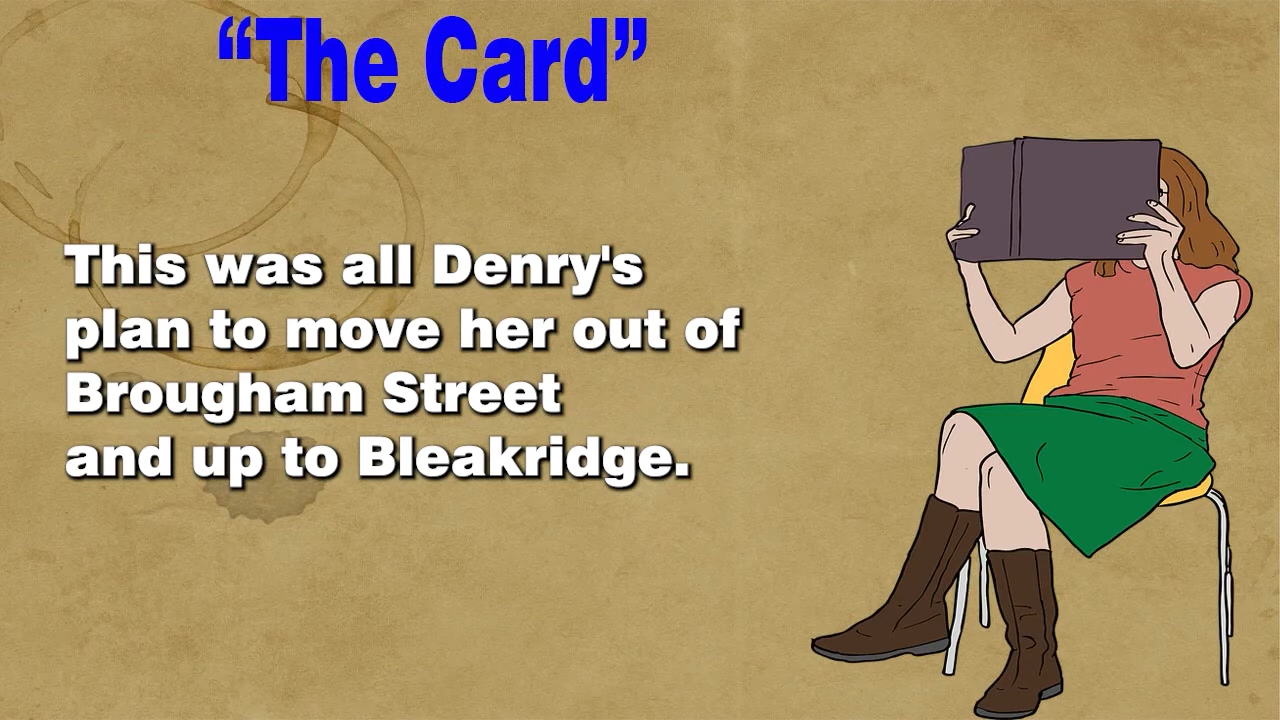 “The Card”
This was all Denry's
plan to move her out of
Brougham Street
and up to Bleakridge.